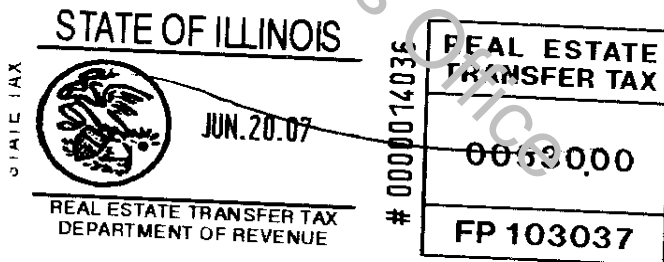 STATE OF ILLINOIS
STATE TAX
JUN.20.07
REAL ESTATE TRANSFER TAX
DEPARTMENT OF REVENUE
# 0000014036
REAL ESTATE
TRANSFER TAX
FP 103037
Office